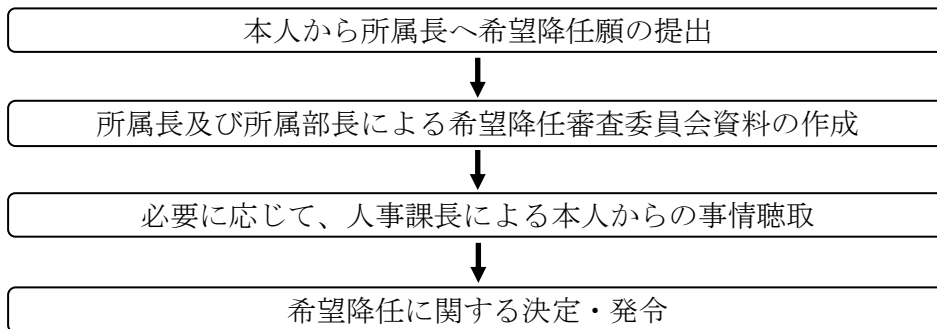 本人から所属長へ希望降任願の提出
所属長及び所属部長による希望降任審査委員会資料の作成
必要に応じて、人事課長による本人からの事情聴取
希望降任に関する決定・発令